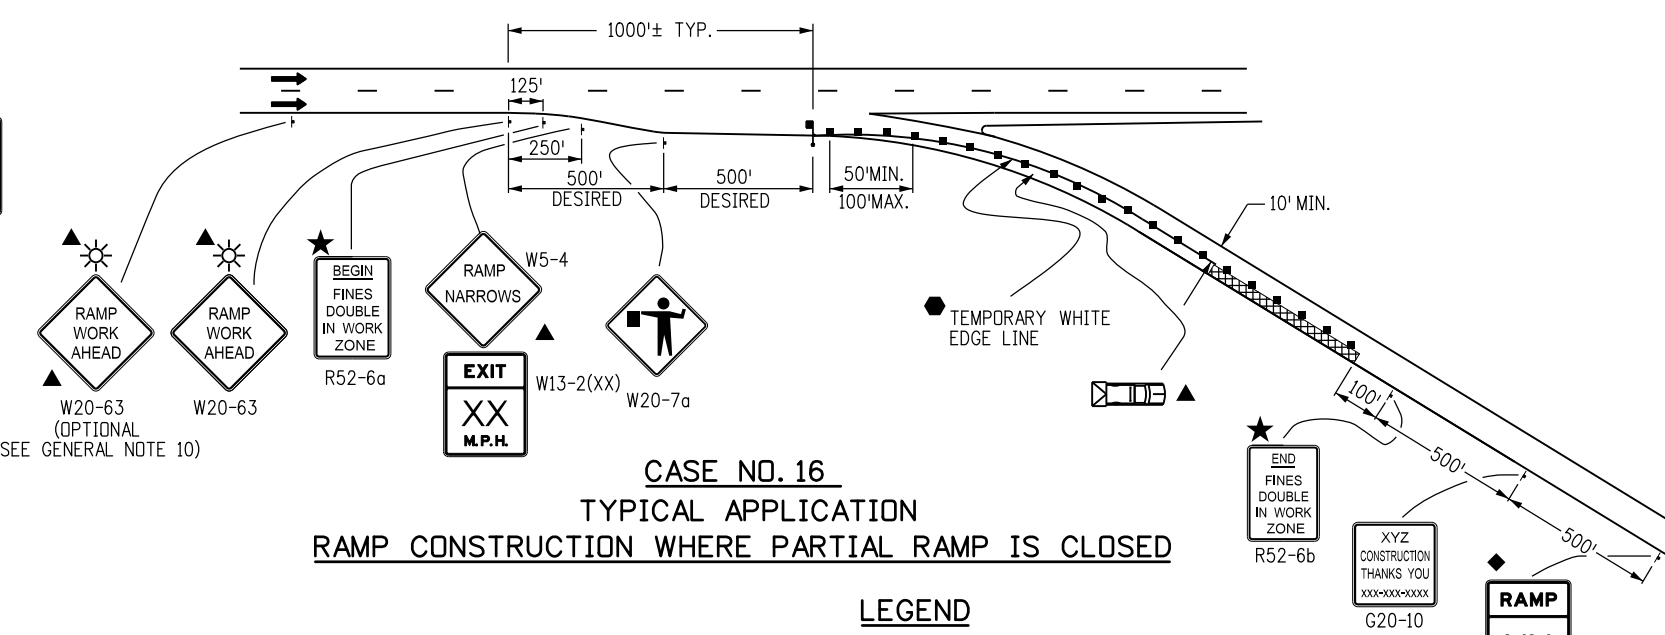 1000'± TYP.
125'
250'
500'
DESIRED
500'
DESIRED
50'MIN.
100'MAX.
10' MIN.
RAMP
WORK
AHEAD
W20-63
(OPTIONAL
SEE GENERAL NOTE 10)
RAMP
WORK
AHEAD
W20-63
BEGIN
FINES
DOUBLE
IN WORK
ZONE
R52-6a
RAMP
NARROWS
W5-4
EXIT
XX
M.P.H.
W13-2(XX)
W20-7a
TEMPORARY WHITE
EDGE LINE
100'
500'
500'
END
FINES
DOUBLE
IN WORK
ZONE
R52-6b
XYZ
CONSTRUCTION
THANKS YOU
xxx-xxx-xxxx
G20-10
RAMP
CASE NO. 16
TYPICAL APPLICATION
RAMP CONSTRUCTION WHERE PARTIAL RAMP IS CLOSED
LEGEND